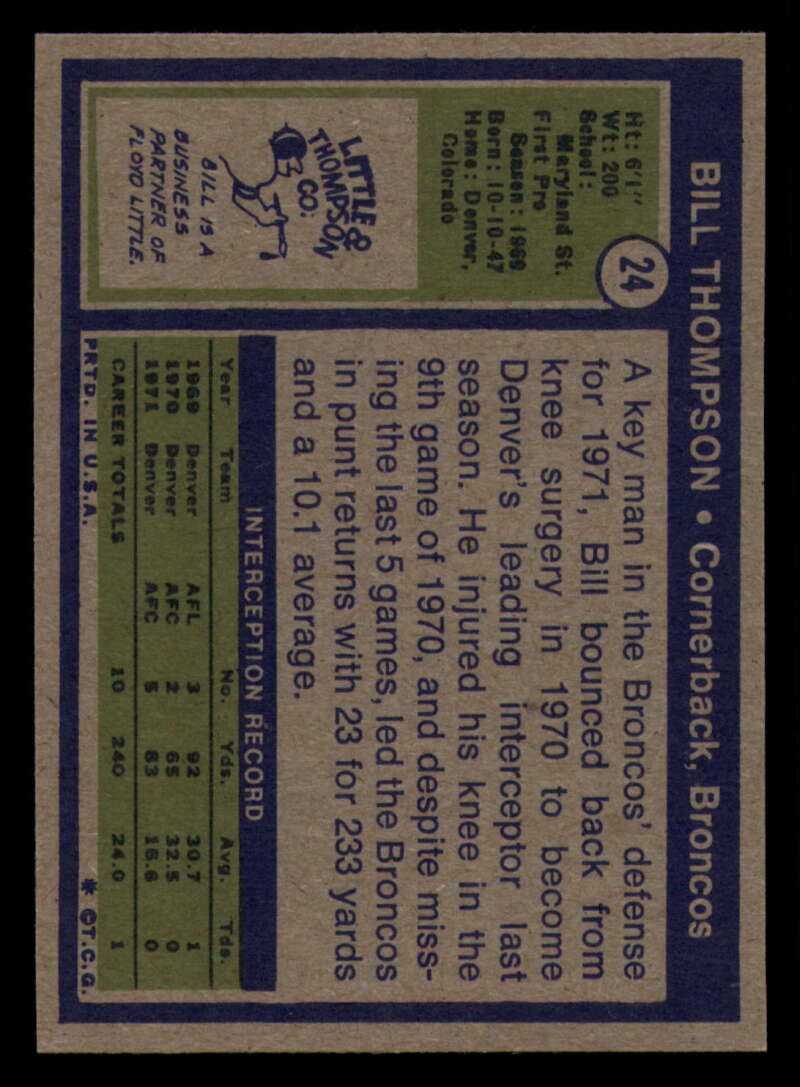 BILL THOMPSON • Cornerback, Broncos
24
Ht: 6'1"
Wt: 200
School:
Maryland St.
First Pro
Season: 1969
Born: 10-10-47
Home: Denver,
Colorado
LITTLE &
THOMPSON
CO.
BILL IS A
BUSINESS
PARTNER OF
FLOYD LITTLE.
A key man in the Broncos' defense
for 1971, Bill bounced back from
knee surgery in 1970 to become
Denver's leading interceptor last
season. He injured his knee in the
9th game of 1970, and despite miss-
ing the last 5 games, led the Broncos
in punt returns with 23 for 233 yards
and a 10.1 average.
INTERCEPTION RECORD
Year Team No. Yds. Avg. Tds.
1969 Denver AFL 3 92 30.7 1
1970 Denver AFC 2 65 32.5 0
1971 Denver AFC 5 83 16.6 0
CAREER TOTALS 10 240 24.0 1
PRTD. IN U.S.A. * ©T.C.G.